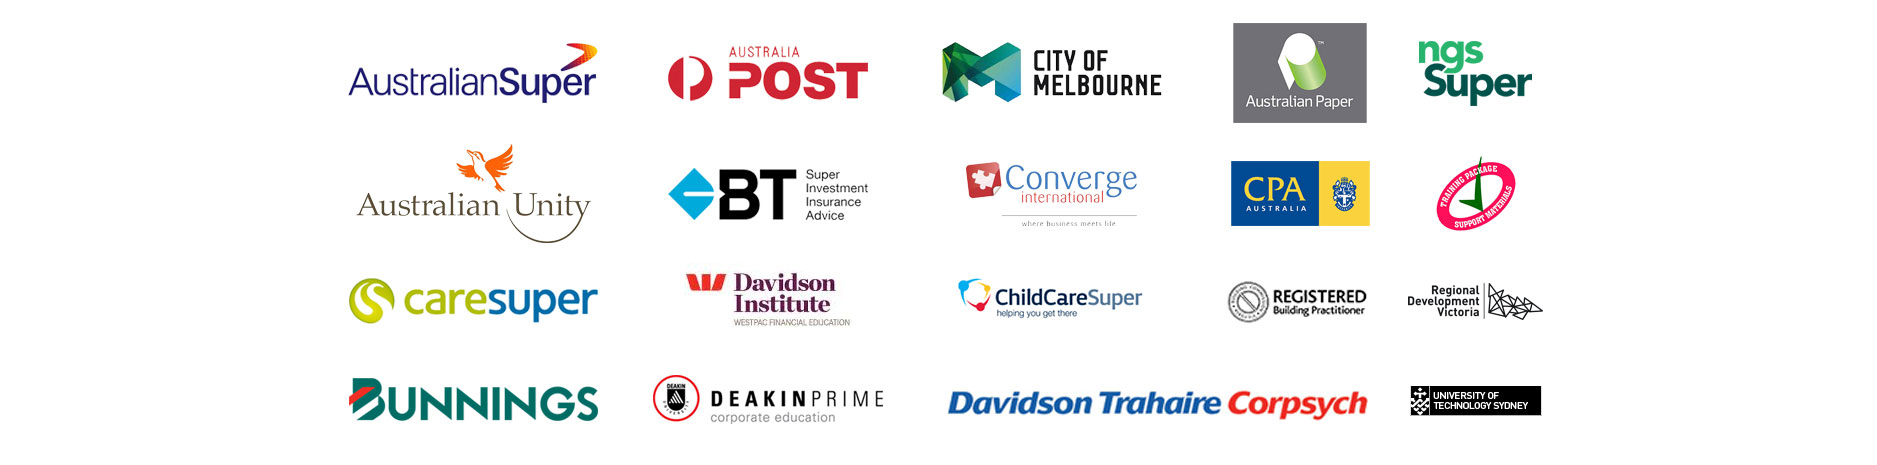 AustralianSuper
AUSTRALIA
POST
CITY OF
MELBOURNE
Australian Paper
™
ngs
Super
Australian Unity
BT
Super
Investment
Insurance
Advice
Converge
international
where business meets life
CPA
AUSTRALIA
TRAINING PACKAGE
SUPPORT MATERIALS
caresuper
Davidson
Institute
WESTPAC FINANCIAL EDUCATION
ChildCareSuper
helping you get there
REGISTERED
Building Practitioner
Regional
Development
Victoria
BUNNINGS
DEAKIN
UNIVERSITY
DEAKINPRIME
corporate education
Davidson Trahaire Corpsych
UNIVERSITY OF
TECHNOLOGY SYDNEY